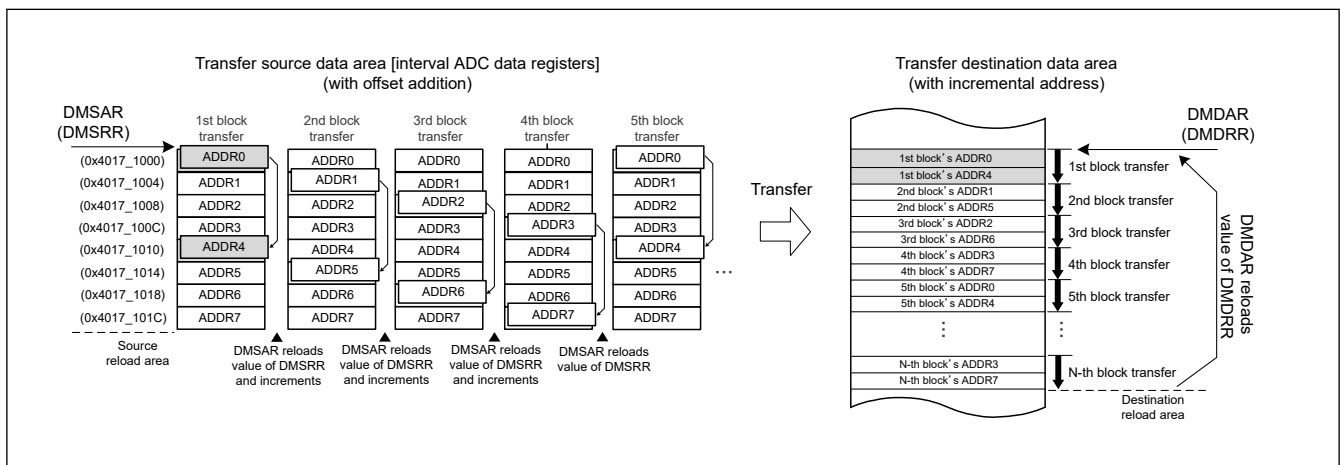 Transfer source data area [interval ADC data registers]
(with offset addition)
DMSAR
(DMSRR)
1st block
transfer
2nd block
transfer
3rd block
transfer
4th block
transfer
5th block
transfer
(0x4017_1000)
(0x4017_1004)
(0x4017_1008)
(0x4017_100C)
(0x4017_1010)
(0x4017_1014)
(0x4017_1018)
(0x4017_101C)
Source
reload area
ADDR0
ADDR1
ADDR2
ADDR3
ADDR4
ADDR5
ADDR6
ADDR7
ADDR0
ADDR1
ADDR2
ADDR3
ADDR4
ADDR5
ADDR6
ADDR7
ADDR0
ADDR1
ADDR2
ADDR3
ADDR4
ADDR5
ADDR6
ADDR7
ADDR0
ADDR1
ADDR2
ADDR3
ADDR4
ADDR5
ADDR6
ADDR7
ADDR0
ADDR1
ADDR2
ADDR3
ADDR4
ADDR5
ADDR6
ADDR7
...
DMSAR reloads
value of DMSRR
and increments
DMSAR reloads
value of DMSRR
and increments
DMSAR reloads
value of DMSRR
and increments
DMSAR reloads
value of DMSRR
Transfer
Transfer destination data area
(with incremental address)
DMDAR
(DMDRR)
1st block's ADDR0
1st block's ADDR4
2nd block's ADDR1
2nd block's ADDR5
3rd block's ADDR2
3rd block's ADDR6
4th block's ADDR3
4th block's ADDR7
5th block's ADDR0
5th block's ADDR4
N-th block's ADDR3
N-th block's ADDR7
1st block transfer
2nd block transfer
3rd block transfer
4th block transfer
5th block transfer
N-th block transfer
Destination
reload area
DMDAR reloads
value of DMDRR